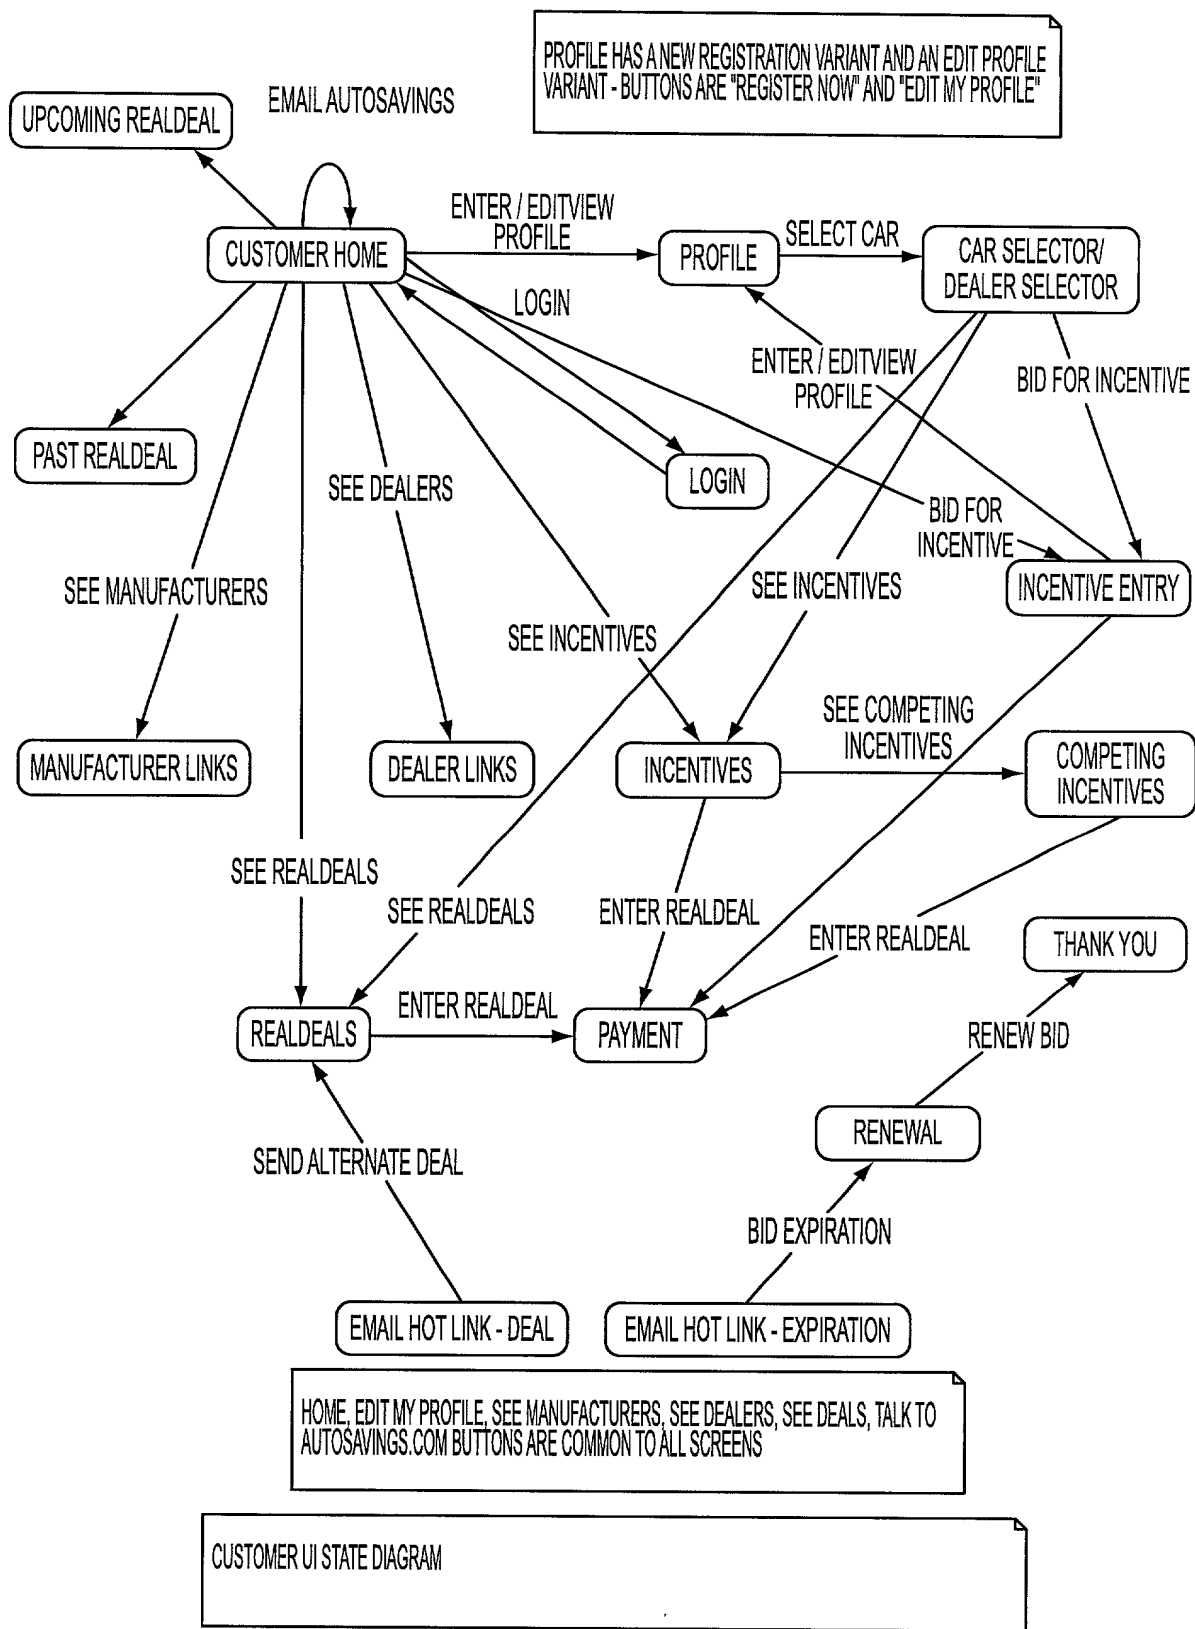 PROFILE HAS A NEW REGISTRATION VARIANT AND AN EDIT PROFILE
VARIANT - BUTTONS ARE "REGISTER NOW" AND "EDIT MY PROFILE"
EMAIL AUTOSAVINGS
UPCOMING REALDEAL
ENTER / EDITVIEW
PROFILE
SELECT CAR
CUSTOMER HOME
PROFILE
CAR SELECTOR/
DEALER SELECTOR
LOGIN
ENTER / EDITVIEW
PROFILE
BID FOR INCENTIVE
PAST REALDEAL
SEE DEALERS
LOGIN
BID FOR
INCENTIVE
SEE MANUFACTURERS
SEE INCENTIVES
INCENTIVE ENTRY
SEE INCENTIVES
SEE COMPETING
INCENTIVES
MANUFACTURER LINKS
DEALER LINKS
INCENTIVES
COMPETING
INCENTIVES
SEE REALDEALS
SEE REALDEALS
ENTER REALDEAL
ENTER REALDEAL
THANK YOU
ENTER REALDEAL
REALDEALS
PAYMENT
RENEW BID
RENEWAL
SEND ALTERNATE DEAL
BID EXPIRATION
EMAIL HOT LINK - DEAL
EMAIL HOT LINK - EXPIRATION
HOME, EDIT MY PROFILE, SEE MANUFACTURERS, SEE DEALERS, SEE DEALS, TALK TO
AUTOSAVINGS.COM BUTTONS ARE COMMON TO ALL SCREENS
CUSTOMER UI STATE DIAGRAM